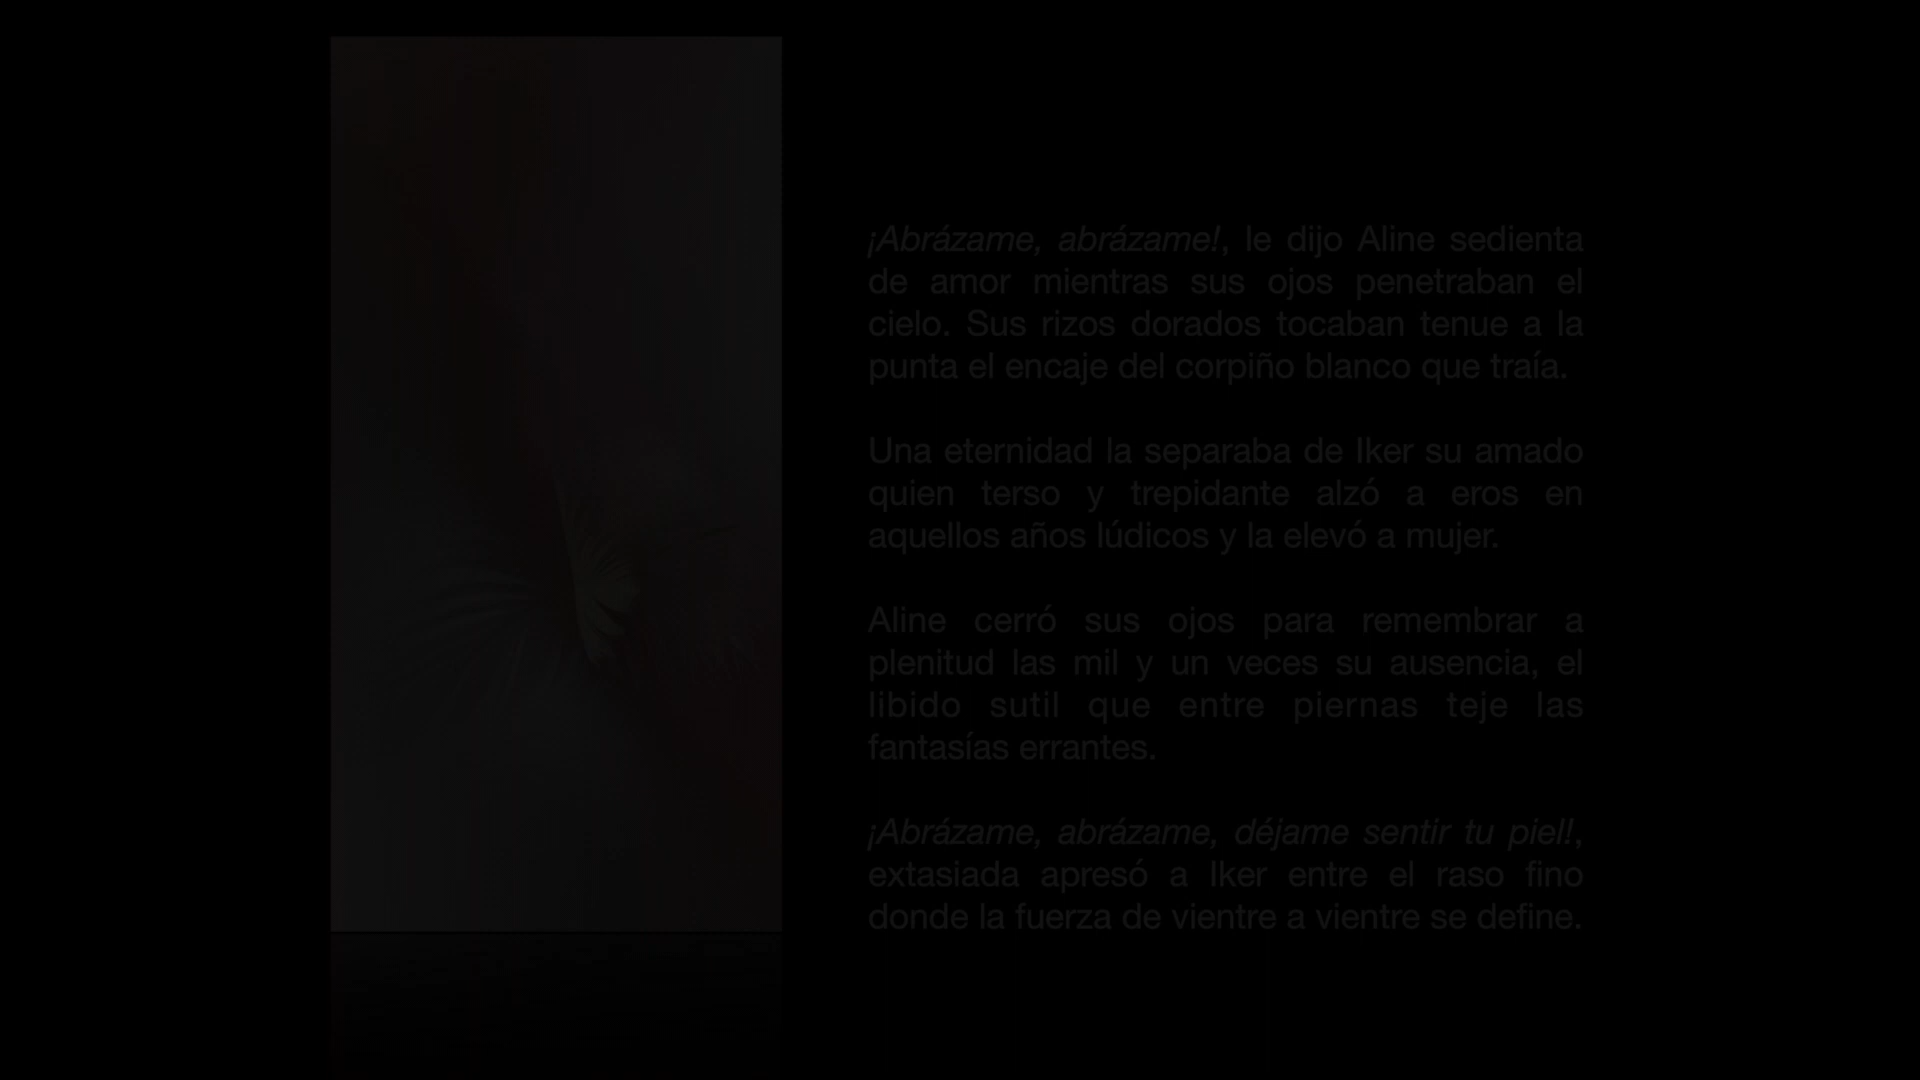 ¡Abrázame, abrázame!, le dijo Aline sedienta
de amor mientras sus ojos penetraban el
cielo. Sus rizos dorados tocaban tenue a la
punta el encaje del corpiño blanco que traía.
Una eternidad la separaba de Iker su amado
quien terso y trepidante alzó a eros en
aquellos años lúdicos y la elevó a mujer.
Aline cerró sus ojos para remembrar a
plenitud las mil y un veces su ausencia, el
libido sutil que entre piernas teje las
fantasías errantes.
¡Abrázame, abrázame, déjame sentir tu piel!,
extasiada apresó a Iker entre el raso fino
donde la fuerza de vientre a vientre se define.